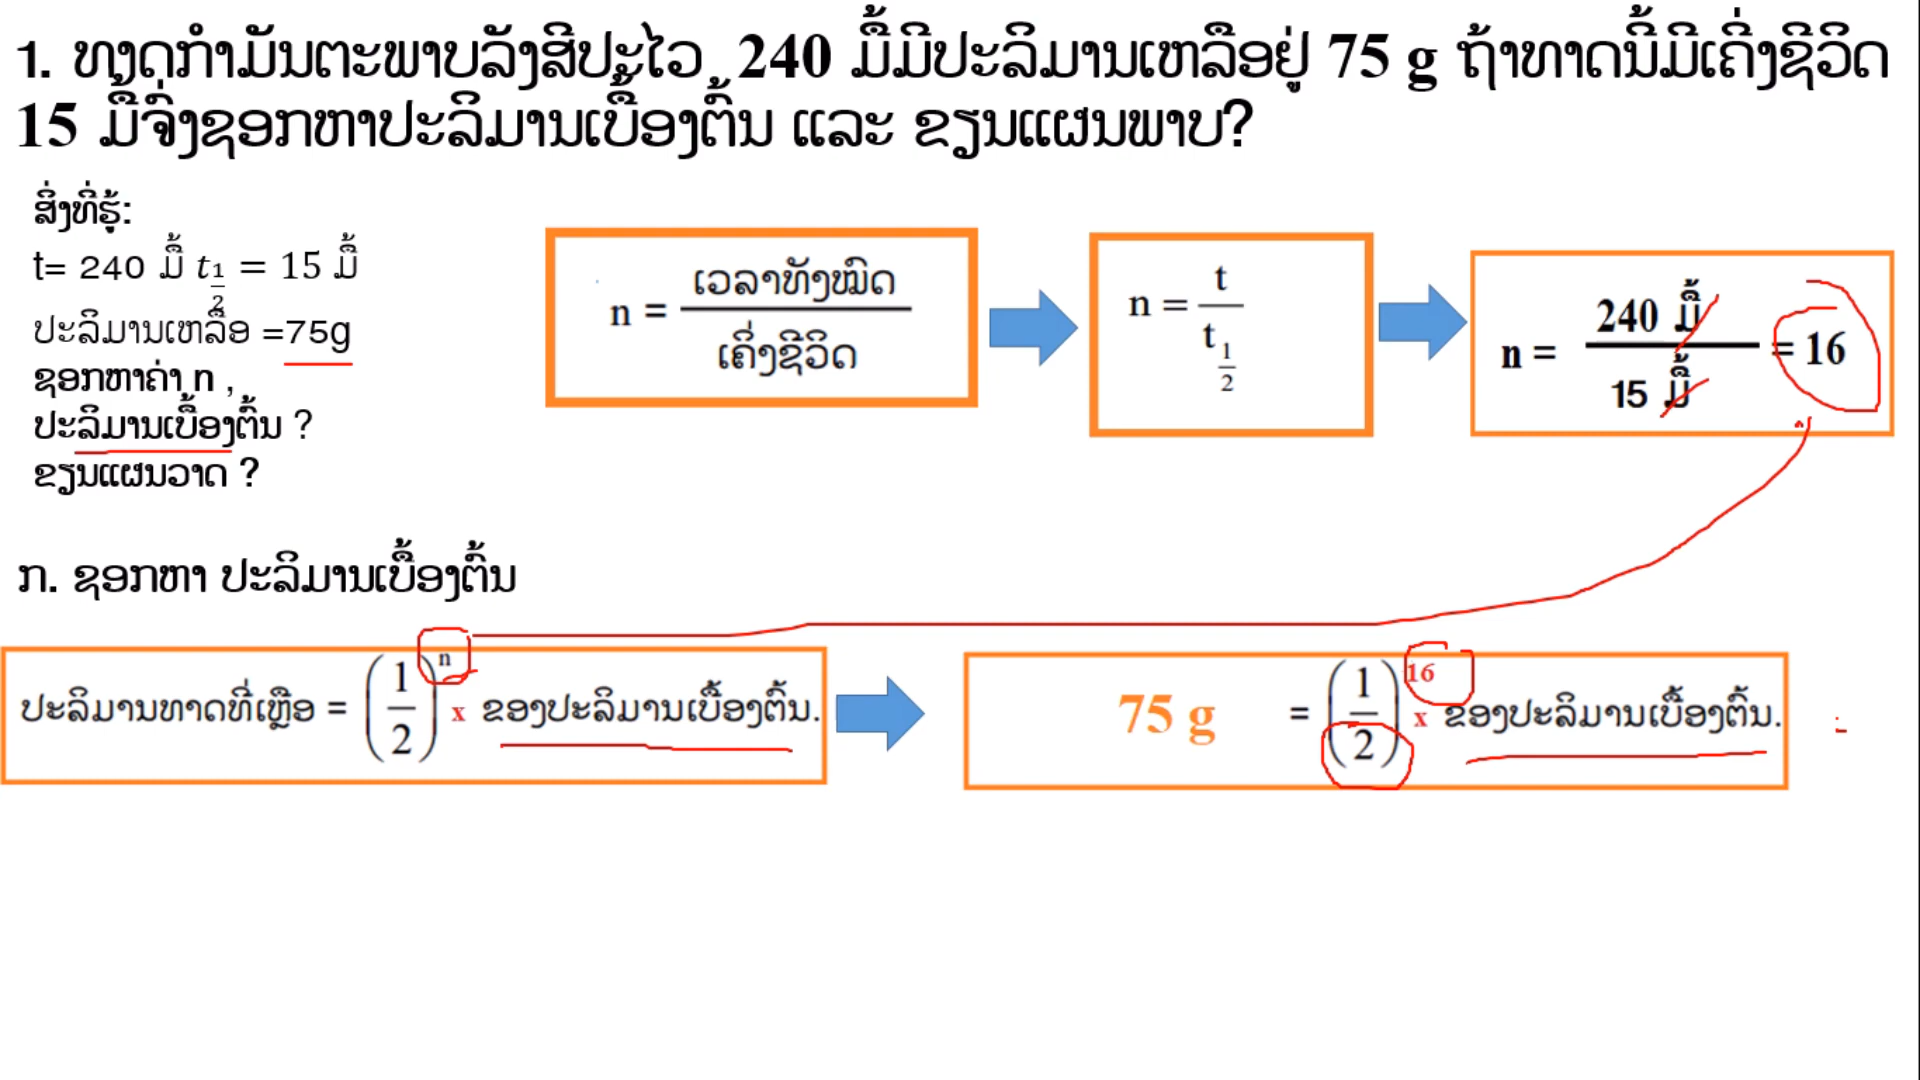 1. ທາດກຳມັນຕະພາບລັງສີປະໄວ 240 ມື້ມີປະລິມານເຫລືອຢູ່ 75 g ຖ້າທາດນີ້ມີເຄີ່ງຊີວິດ
15 ມື້ຈົ່ງຊອກຫາປະລິມານເບື້ອງຕົ້ນ ແລະ ຂຽນແຜນພາບ?
ສິ່ງທີ່ຮູ້:
t= 240 ມື້ t1/2 = 15 ມື້
ປະລິມານເຫລືອ =75g
ຊອກຫາຄ່າ n ,
ປະລິມານເບື້ອງຕົ້ນ ?
ຂຽນແຜນວາດ ?
n = ເວລາທັງໝົດ / ເຄິ່ງຊີວິດ
n = t / t1/2
n = 240 ມື້ / 15 ມື້ = 16
ກ. ຊອກຫາ ປະລິມານເບື້ອງຕົ້ນ
ປະລິມານທາດທີ່ເຫຼືອ = (1/2)^n x ຂອງປະລິມານເບື້ອງຕົ້ນ.
75 g = (1/2)^16 x ຂອງປະລິມານເບື້ອງຕົ້ນ.